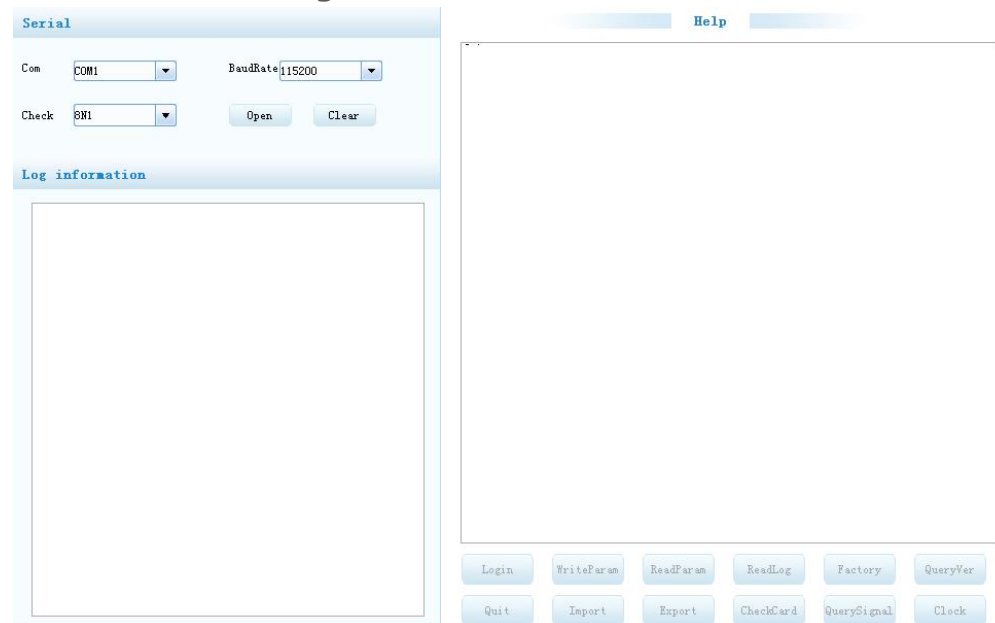 Serial
Com COM1 BaudRate 115200
Check 8N1 Open Clear
Log information
Help
Login WriteParam ReadParam ReadLog Factory QueryVer
Quit Import Export CheckCard QuerySignal Clock